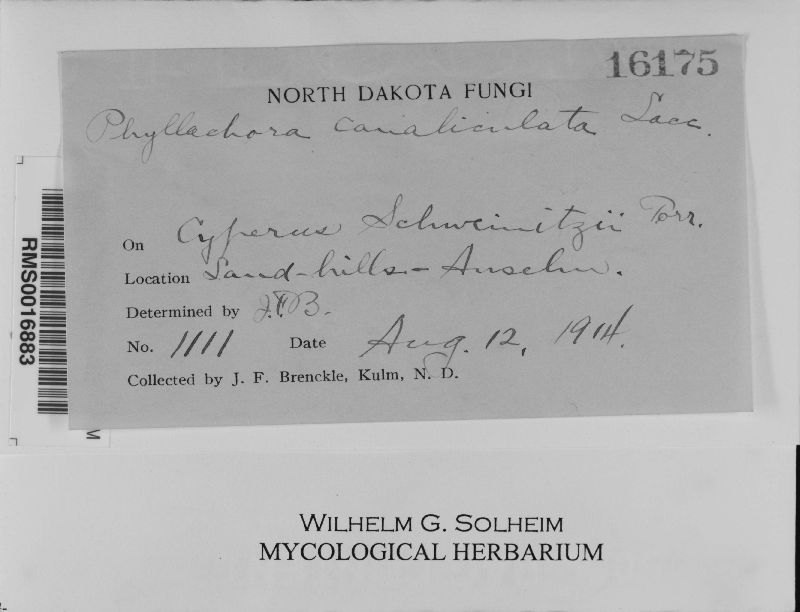 16175
NORTH DAKOTA FUNGI
Phyllachora canaliculata Sacc.
On Cyperus Schweinitzii Torr.
Location Sand-hills - Anselm.
Determined by J.F.B.
No. 1111 Date Aug. 12, 1914.
Collected by J. F. Brenckle, Kulm, N. D.
RMS0016883
M
WILHELM G. SOLHEIM
MYCOLOGICAL HERBARIUM